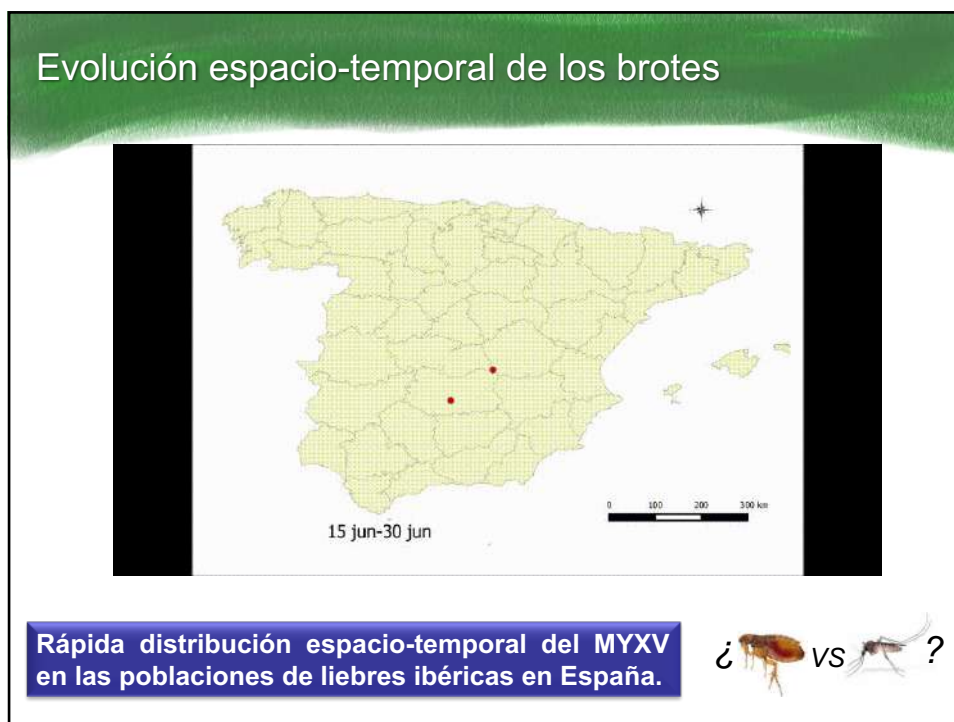 Evolución espacio-temporal de los brotes
0 100 200 300 km
15 jun-30 jun
Rápida distribución espacio-temporal del MYXV
en las poblaciones de liebres ibéricas en España.
¿ VS ?